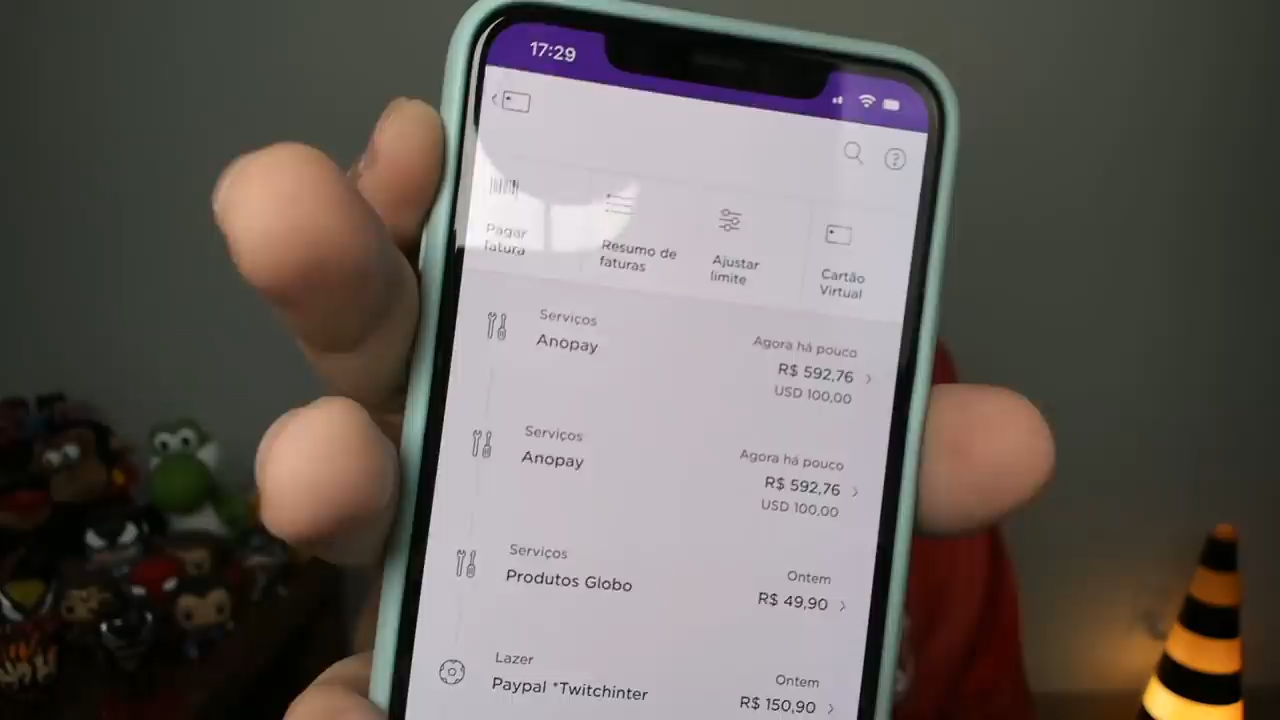 17:29
Pagar
fatura
Resumo de
faturas
Ajustar
limite
Cartão
Virtual
Serviços
Anopay
Agora há pouco
R$ 592,76
USD 100,00
Serviços
Anopay
Agora há pouco
R$ 592,76
USD 100,00
Serviços
Produtos Globo
Ontem
R$ 49,90
Lazer
Paypal *Twitchinter
Ontem
R$ 150,90